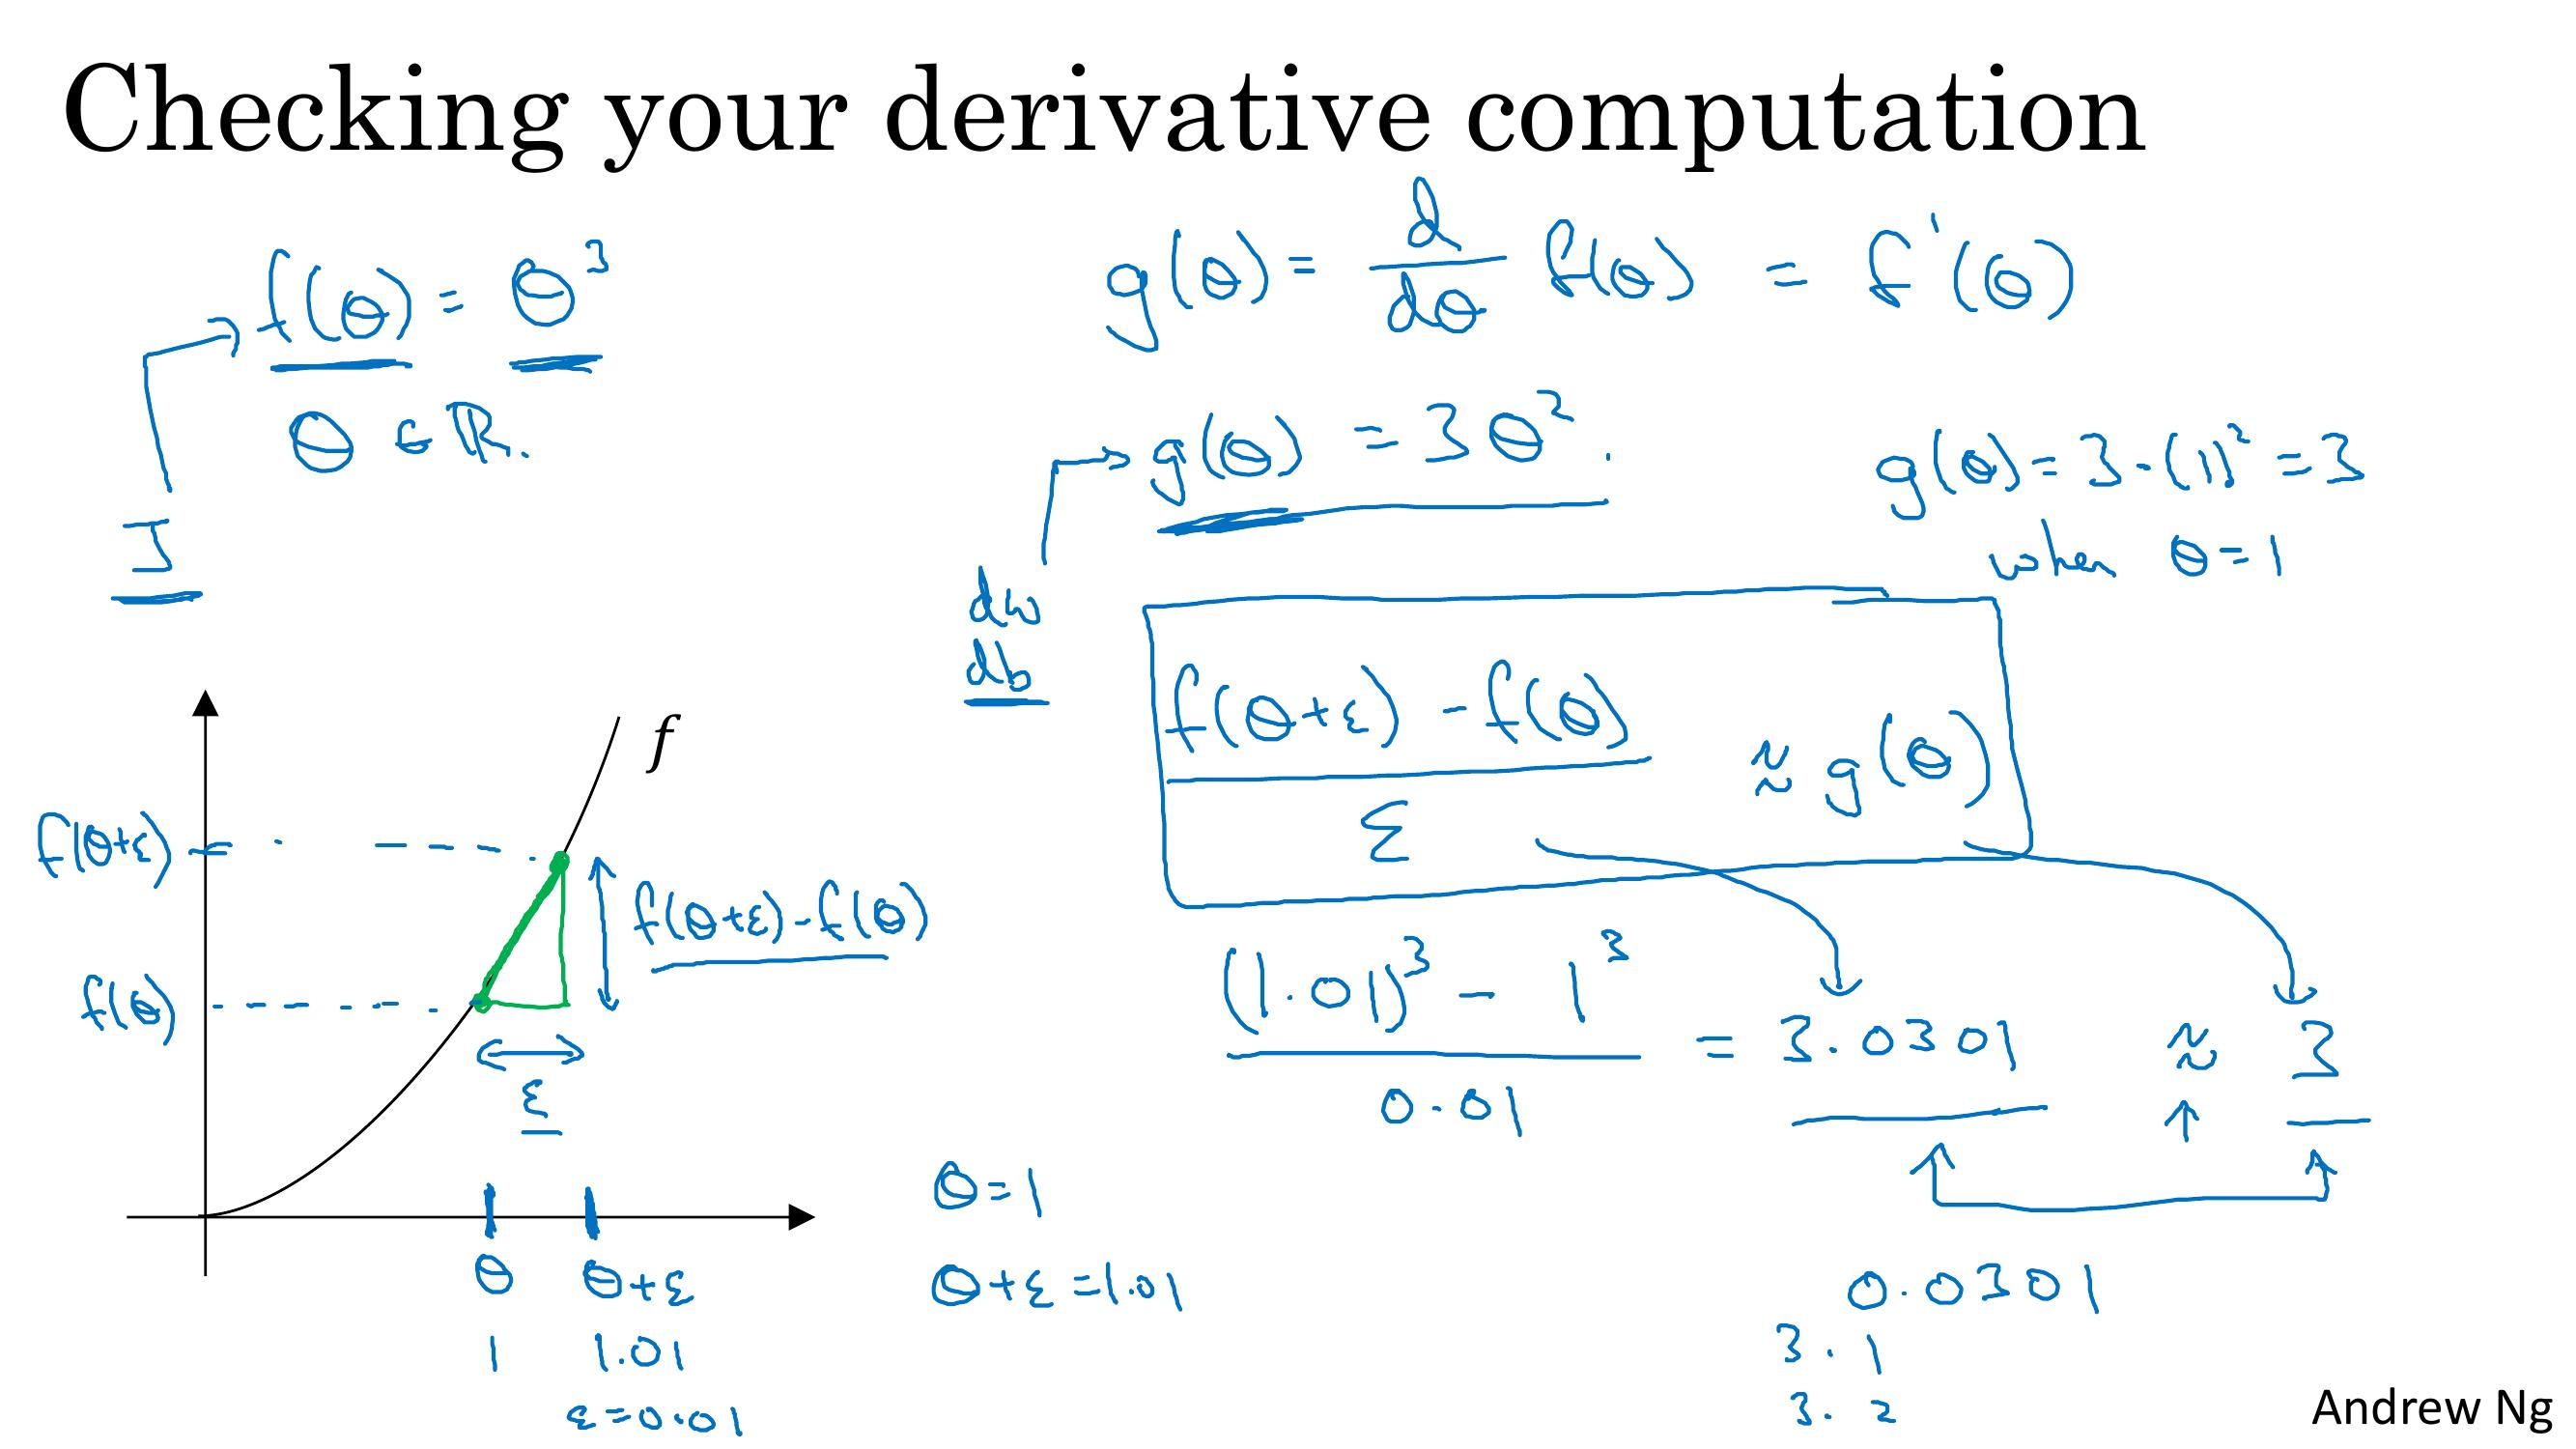 Checking your derivative computation
f(θ) = θ³
θ ∈ ℝ.
J
g(θ) = d/dθ f(θ) = f'(θ)
g(θ) = 3θ².
g(θ) = 3·(1)² = 3
when θ=1
dw
db
(f(θ+ε) - f(θ))/ε ≈ g(θ)
f
f(θ+ε)
f(θ)
f(θ+ε)-f(θ)
ε
θ θ+ε
1 1.01
ε=0.01
θ=1
θ+ε=1.01
((1.01)³ - 1³)/0.01 = 3.0301 ≈ 3
0.0301
3.1
3.2
Andrew Ng